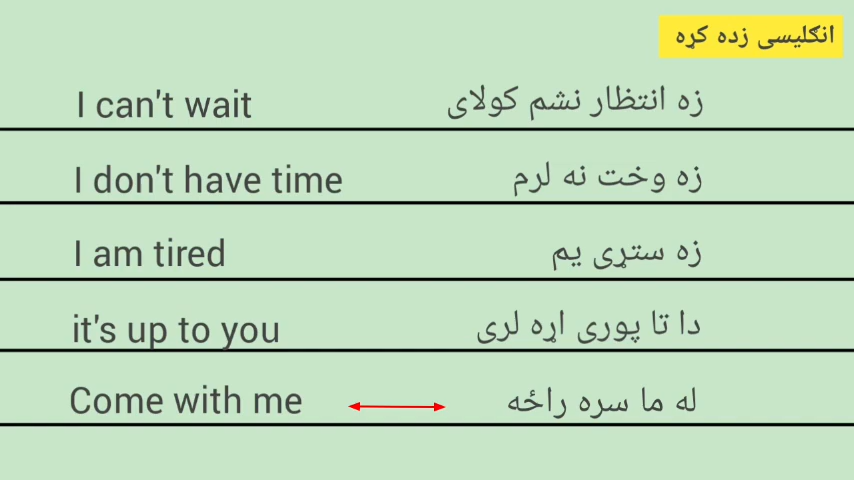 انګلیسی زده کړه
I can't wait زه انتظار نشم کولای
I don't have time زه وخت نه لرم
I am tired زه ستړی یم
it's up to you دا تا پوری اړه لری
Come with me له ما سره راځه